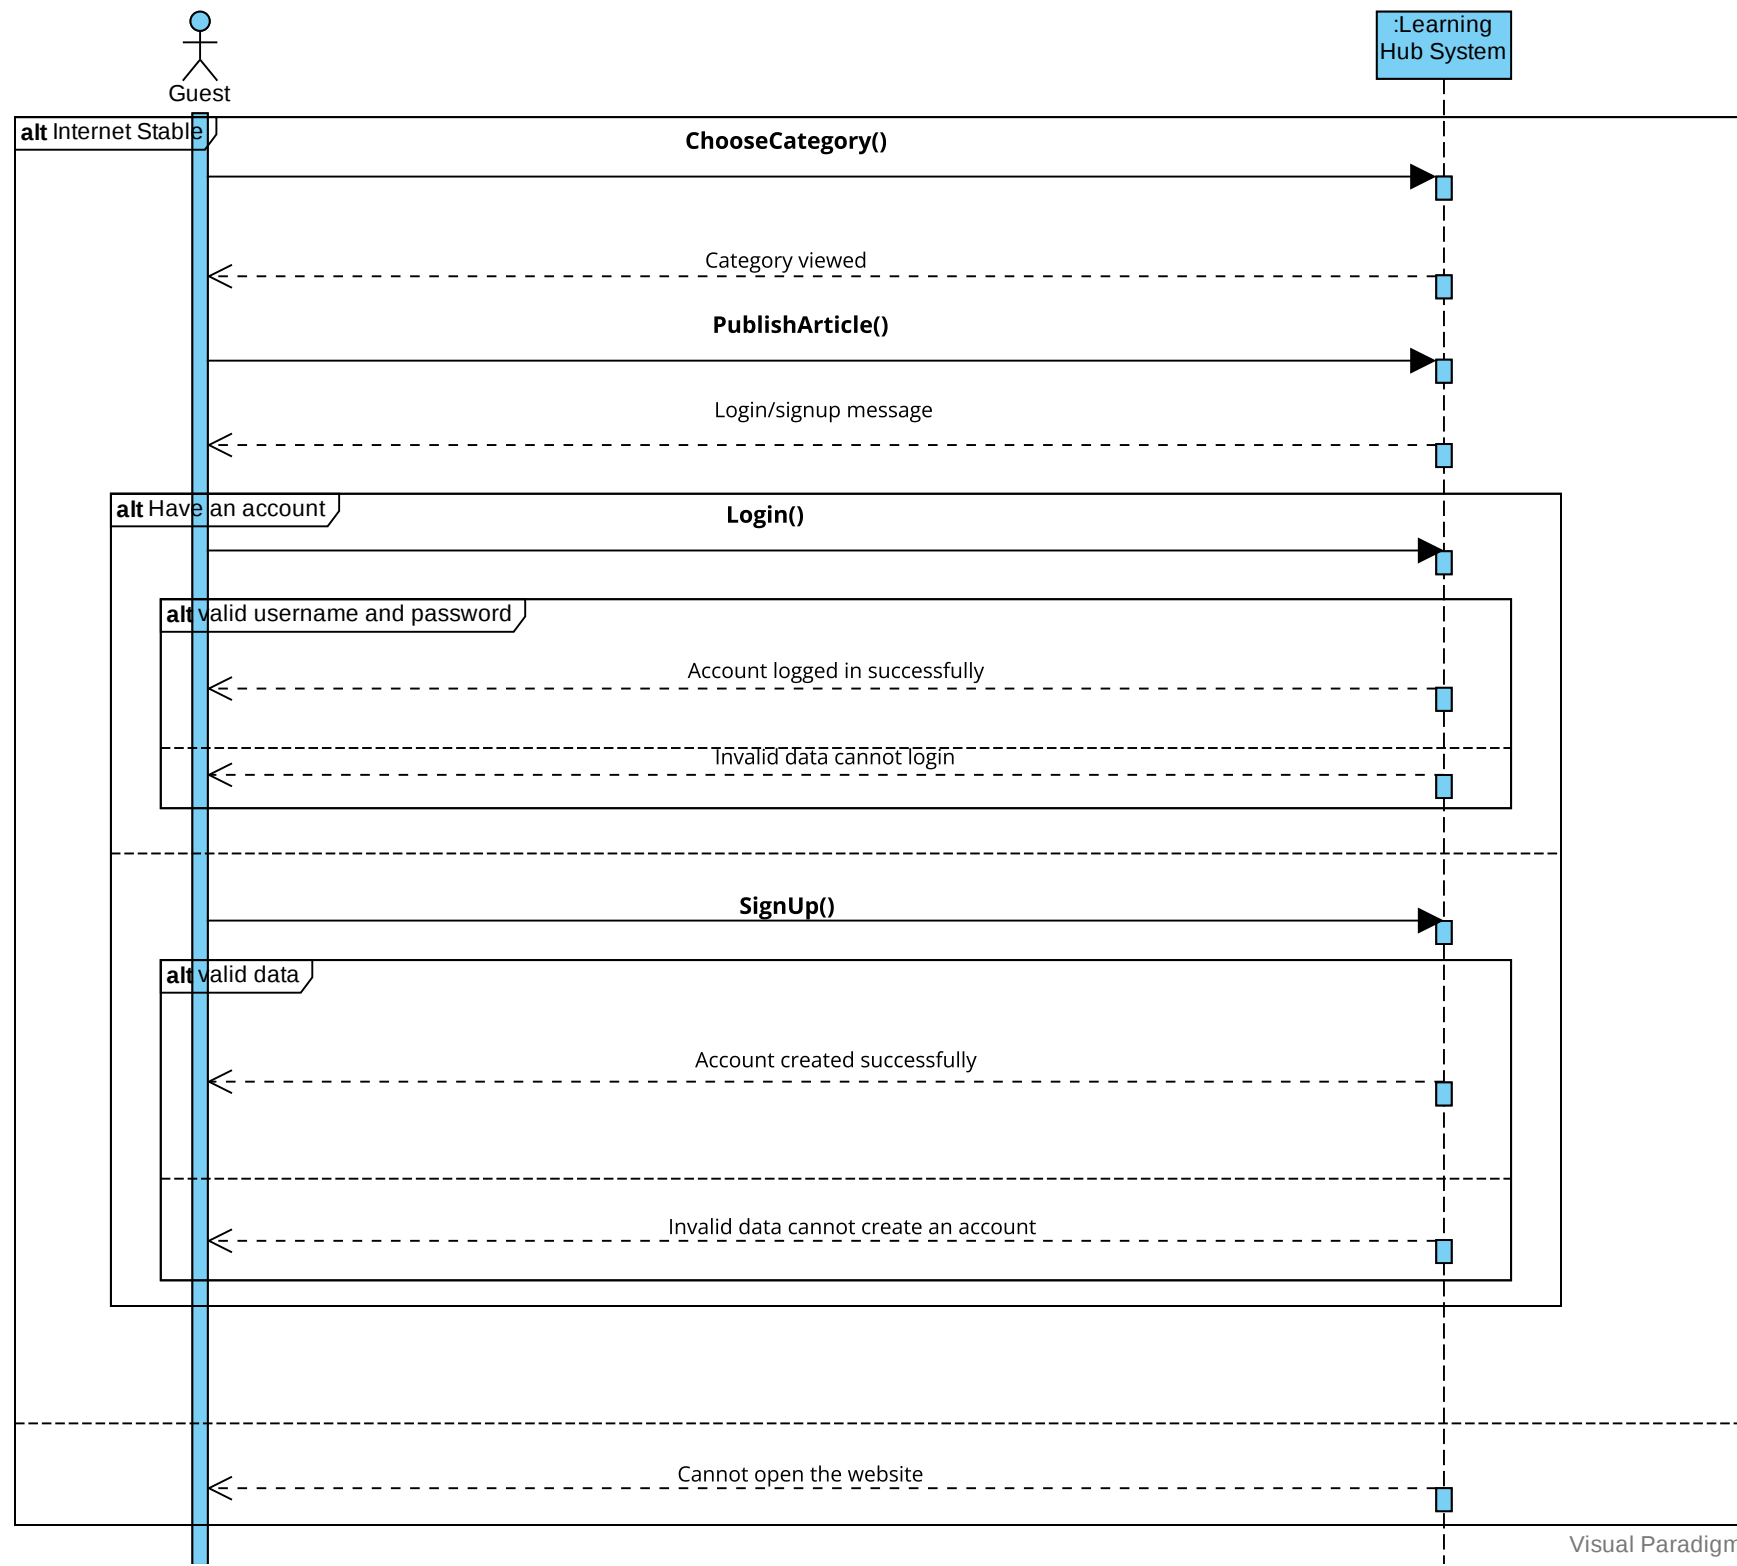 Guest
:Learning
Hub System
alt Internet Stable
ChooseCategory()
Category viewed
PublishArticle()
Login/signup message
alt Have an account
Login()
alt valid username and password
Account logged in successfully
Invalid data cannot login
SignUp()
alt valid data
Account created successfully
Invalid data cannot create an account
Cannot open the website
Visual Paradigm